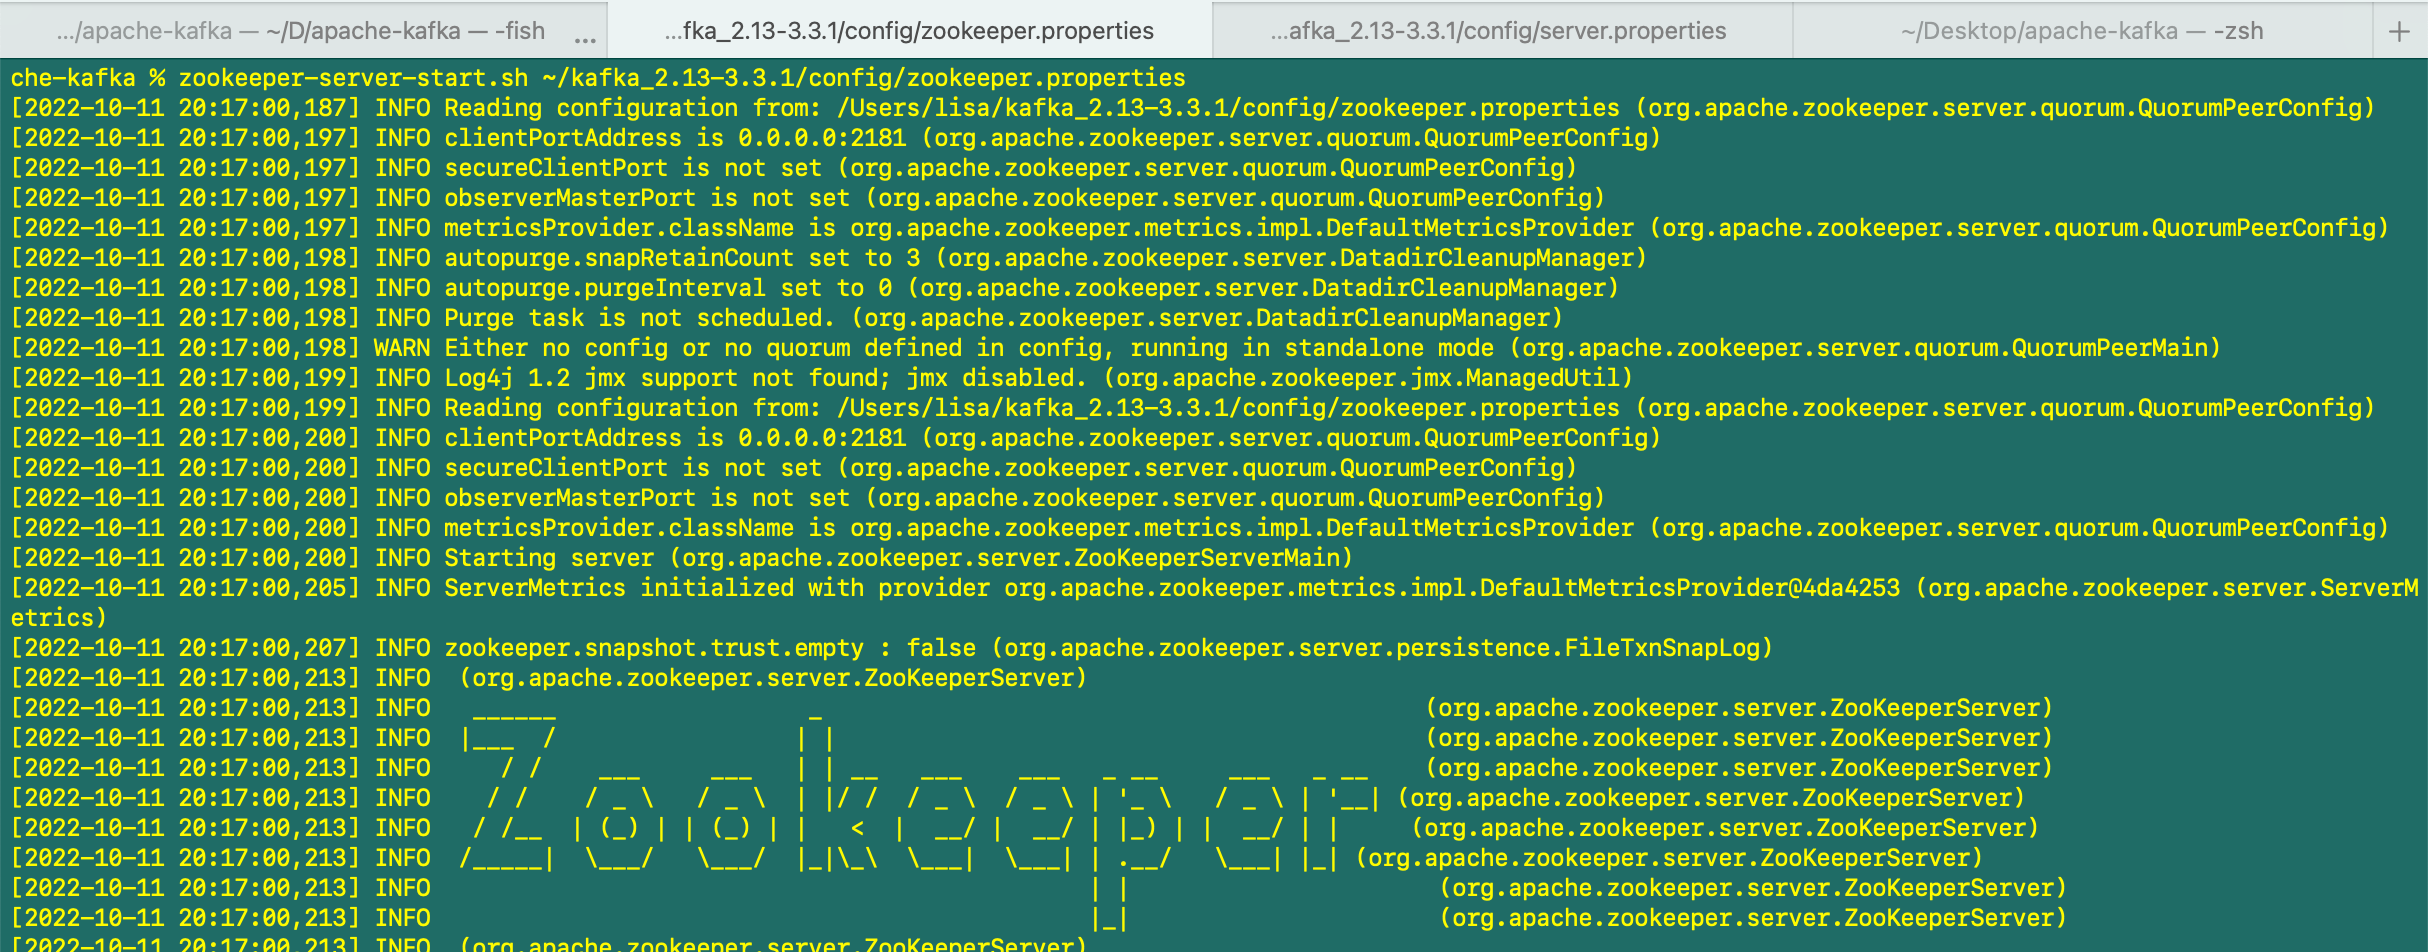 .../apache-kafka — ~/D/apache-kafka — -fish ...
...fka_2.13-3.3.1/config/zookeeper.properties
...afka_2.13-3.3.1/config/server.properties
~/Desktop/apache-kafka — -zsh
+
che-kafka % zookeeper-server-start.sh ~/kafka_2.13-3.3.1/config/zookeeper.properties
[2022-10-11 20:17:00,187] INFO Reading configuration from: /Users/lisa/kafka_2.13-3.3.1/config/zookeeper.properties (org.apache.zookeeper.server.quorum.QuorumPeerConfig)
[2022-10-11 20:17:00,197] INFO clientPortAddress is 0.0.0.0:2181 (org.apache.zookeeper.server.quorum.QuorumPeerConfig)
[2022-10-11 20:17:00,197] INFO secureClientPort is not set (org.apache.zookeeper.server.quorum.QuorumPeerConfig)
[2022-10-11 20:17:00,197] INFO observerMasterPort is not set (org.apache.zookeeper.server.quorum.QuorumPeerConfig)
[2022-10-11 20:17:00,197] INFO metricsProvider.className is org.apache.zookeeper.metrics.impl.DefaultMetricsProvider (org.apache.zookeeper.server.quorum.QuorumPeerConfig)
[2022-10-11 20:17:00,198] INFO autopurge.snapRetainCount set to 3 (org.apache.zookeeper.server.DatadirCleanupManager)
[2022-10-11 20:17:00,198] INFO autopurge.purgeInterval set to 0 (org.apache.zookeeper.server.DatadirCleanupManager)
[2022-10-11 20:17:00,198] INFO Purge task is not scheduled. (org.apache.zookeeper.server.DatadirCleanupManager)
[2022-10-11 20:17:00,198] WARN Either no config or no quorum defined in config, running in standalone mode (org.apache.zookeeper.server.quorum.QuorumPeerMain)
[2022-10-11 20:17:00,199] INFO Log4j 1.2 jmx support not found; jmx disabled. (org.apache.zookeeper.jmx.ManagedUtil)
[2022-10-11 20:17:00,199] INFO Reading configuration from: /Users/lisa/kafka_2.13-3.3.1/config/zookeeper.properties (org.apache.zookeeper.server.quorum.QuorumPeerConfig)
[2022-10-11 20:17:00,200] INFO clientPortAddress is 0.0.0.0:2181 (org.apache.zookeeper.server.quorum.QuorumPeerConfig)
[2022-10-11 20:17:00,200] INFO secureClientPort is not set (org.apache.zookeeper.server.quorum.QuorumPeerConfig)
[2022-10-11 20:17:00,200] INFO observerMasterPort is not set (org.apache.zookeeper.server.quorum.QuorumPeerConfig)
[2022-10-11 20:17:00,200] INFO metricsProvider.className is org.apache.zookeeper.metrics.impl.DefaultMetricsProvider (org.apache.zookeeper.server.quorum.QuorumPeerConfig)
[2022-10-11 20:17:00,200] INFO Starting server (org.apache.zookeeper.server.ZooKeeperServerMain)
[2022-10-11 20:17:00,205] INFO ServerMetrics initialized with provider org.apache.zookeeper.metrics.impl.DefaultMetricsProvider@4da4253 (org.apache.zookeeper.server.ServerM
etrics)
[2022-10-11 20:17:00,207] INFO zookeeper.snapshot.trust.empty : false (org.apache.zookeeper.server.persistence.FileTxnSnapLog)
[2022-10-11 20:17:00,213] INFO  (org.apache.zookeeper.server.ZooKeeperServer)
[2022-10-11 20:17:00,213] INFO   ______                  _                                           (org.apache.zookeeper.server.ZooKeeperServer)
[2022-10-11 20:17:00,213] INFO  |___  /                 | |                                          (org.apache.zookeeper.server.ZooKeeperServer)
[2022-10-11 20:17:00,213] INFO     / /    ___     ___   | | __   ___    ___   _ __     ___   _ __    (org.apache.zookeeper.server.ZooKeeperServer)
[2022-10-11 20:17:00,213] INFO    / /    / _ \   / _ \  | |/ /  / _ \  / _ \ | '_ \   / _ \ | '__| (org.apache.zookeeper.server.ZooKeeperServer)
[2022-10-11 20:17:00,213] INFO   / /__  | (_) | | (_) | |   <  |  __/ |  __/ | |_) | |  __/ | |     (org.apache.zookeeper.server.ZooKeeperServer)
[2022-10-11 20:17:00,213] INFO  /_____|  \___/   \___/  |_|\_\  \___|  \___| | .__/   \___| |_| (org.apache.zookeeper.server.ZooKeeperServer)
[2022-10-11 20:17:00,213] INFO                                               | |                      (org.apache.zookeeper.server.ZooKeeperServer)
[2022-10-11 20:17:00,213] INFO                                               |_|                      (org.apache.zookeeper.server.ZooKeeperServer)
[2022-10-11 20:17:00,213] INFO  (org.apache.zookeeper.server.ZooKeeperServer)